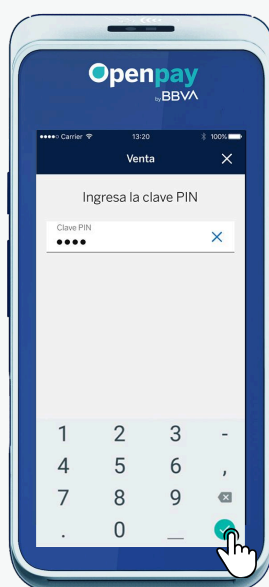 Openpay
by BBVA
Carrier 13:20 100%
Venta
Ingresa la clave PIN
Clave PIN
••••
1 2 3 -
4 5 6 ,
7 8 9
. 0 _